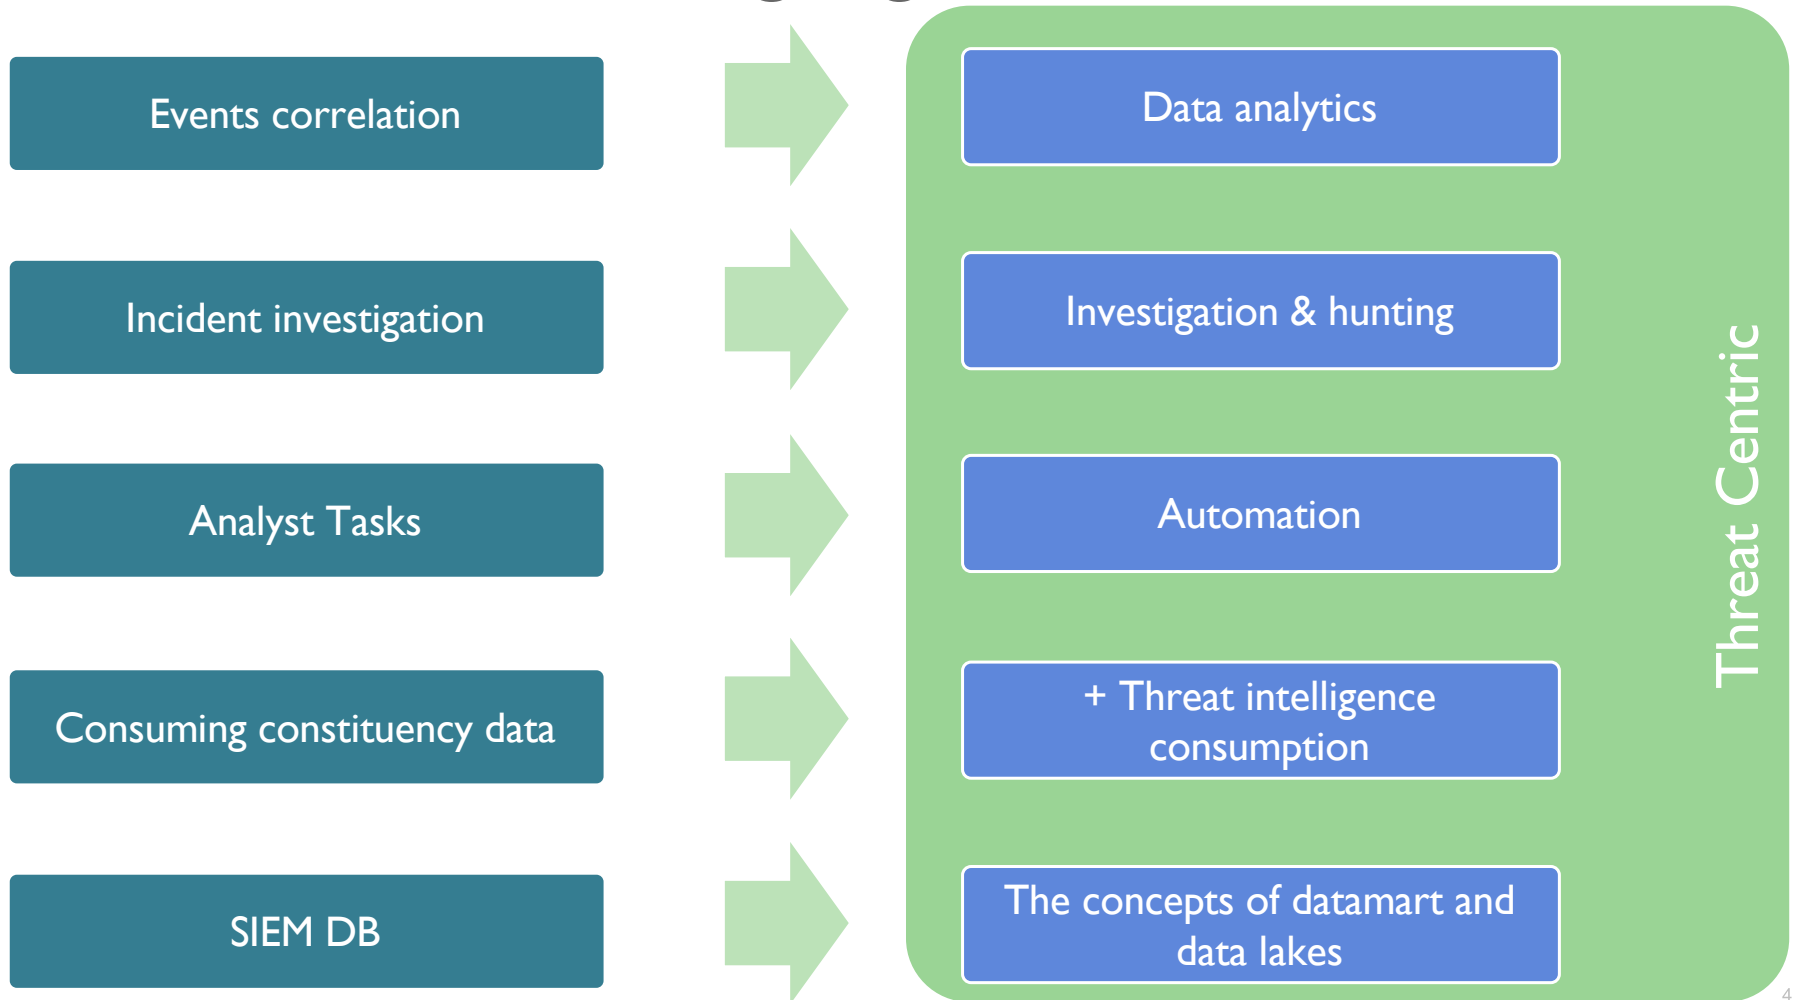 Events correlation
Data analytics
Incident investigation
Investigation & hunting
Analyst Tasks
Automation
Consuming constituency data
+ Threat intelligence
consumption
SIEM DB
The concepts of datamart and
data lakes
Threat Centric
4